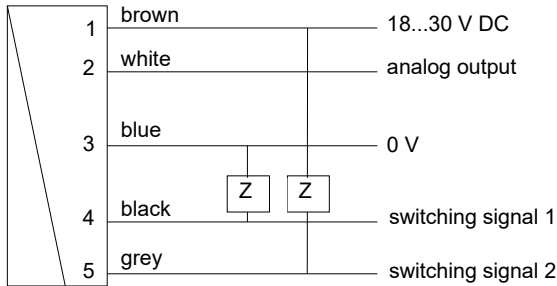 1 brown 18...30 V DC
2 white analog output
3 blue 0 V
Z Z
4 black switching signal 1
5 grey switching signal 2